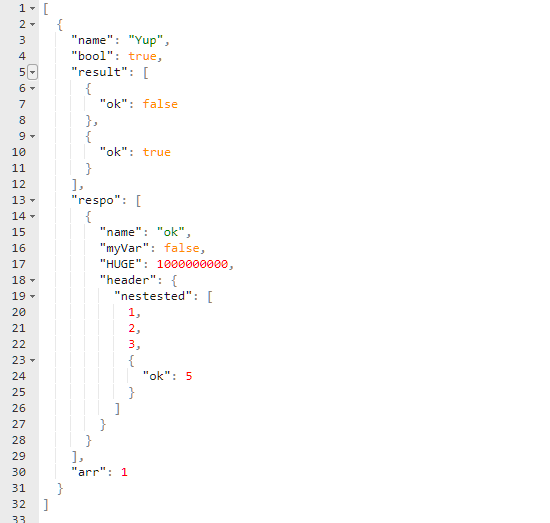 1 [
2   {
3     "name": "Yup",
4     "bool": true,
5     "result": [
6       {
7         "ok": false
8       },
9       {
10         "ok": true
11       }
12     ],
13     "respo": [
14       {
15         "name": "ok",
16         "myVar": false,
17         "HUGE": 1000000000,
18         "header": {
19           "nestested": [
20             1,
21             2,
22             3,
23             {
24               "ok": 5
25             }
26           ]
27         }
28       }
29     ],
30     "arr": 1
31   }
32 ]
33